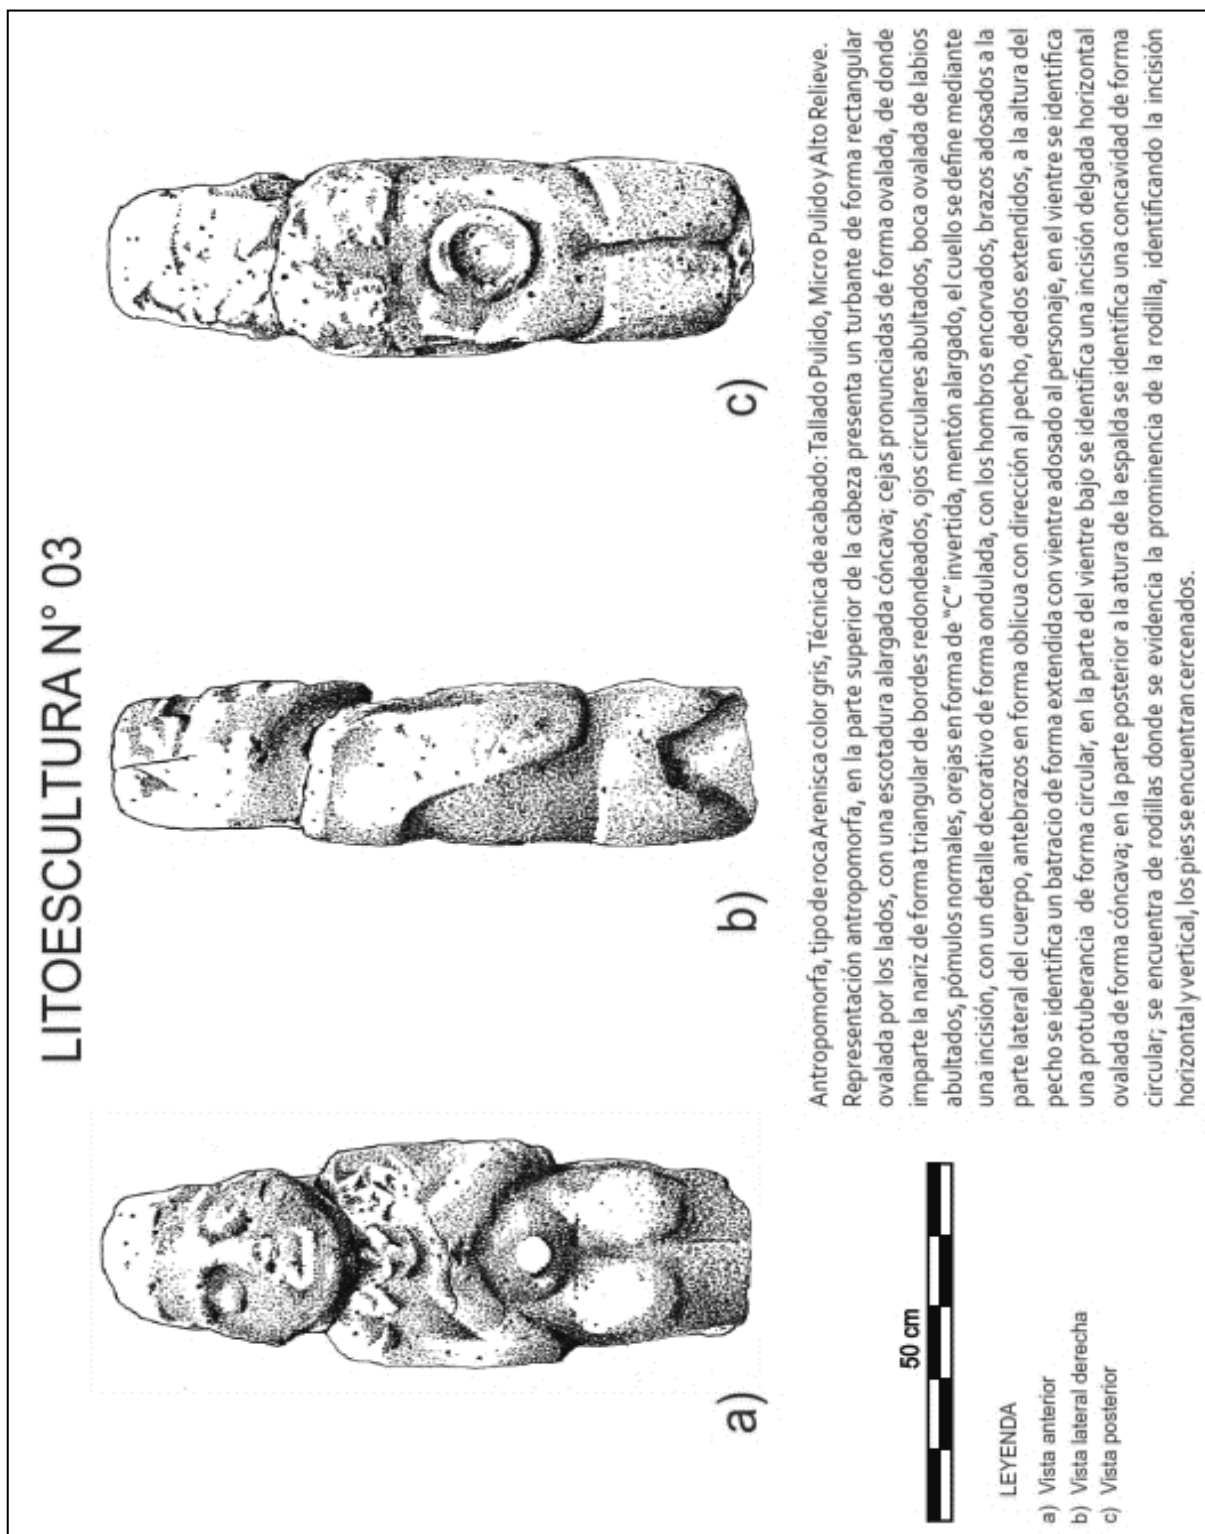 LITOESCULTURA N° 03
a)
b)
c)
50 cm
LEYENDA
a) Vista anterior
b) Vista lateral derecha
c) Vista posterior
Antropomorfa, tipo de roca Arenisca color gris, Técnica de acabado: Tallado Pulido, Micro Pulido y Alto Relieve.
Representación antropomorfa, en la parte superior de la cabeza presenta un turbante de forma rectangular
ovalada por los lados, con una escotadura alargada cóncava; cejas pronunciadas de forma ovalada, de donde
imparte la nariz de forma triangular de bordes redondeados, ojos circulares abultados, boca ovalada de labios
abultados, pómulos normales, orejas en forma de "C" invertida, mentón alargado, el cuello se define mediante
una incisión, con un detalle decorativo de forma ondulada, con los hombros encorvados, brazos adosados a la
parte lateral del cuerpo, antebrazos en forma oblicua con dirección al pecho, dedos extendidos, a la altura del
pecho se identifica un batracio de forma extendida con vientre adosado al personaje, en el vientre se identifica
una protuberancia de forma circular, en la parte del vientre bajo se identifica una incisión delgada horizontal
ovalada de forma cóncava; en la parte posterior a la atura de la espalda se identifica una concavidad de forma
circular; se encuentra de rodillas donde se evidencia la prominencia de la rodilla, identificando la incisión
horizontal y vertical, los pies se encuentran cercenados.